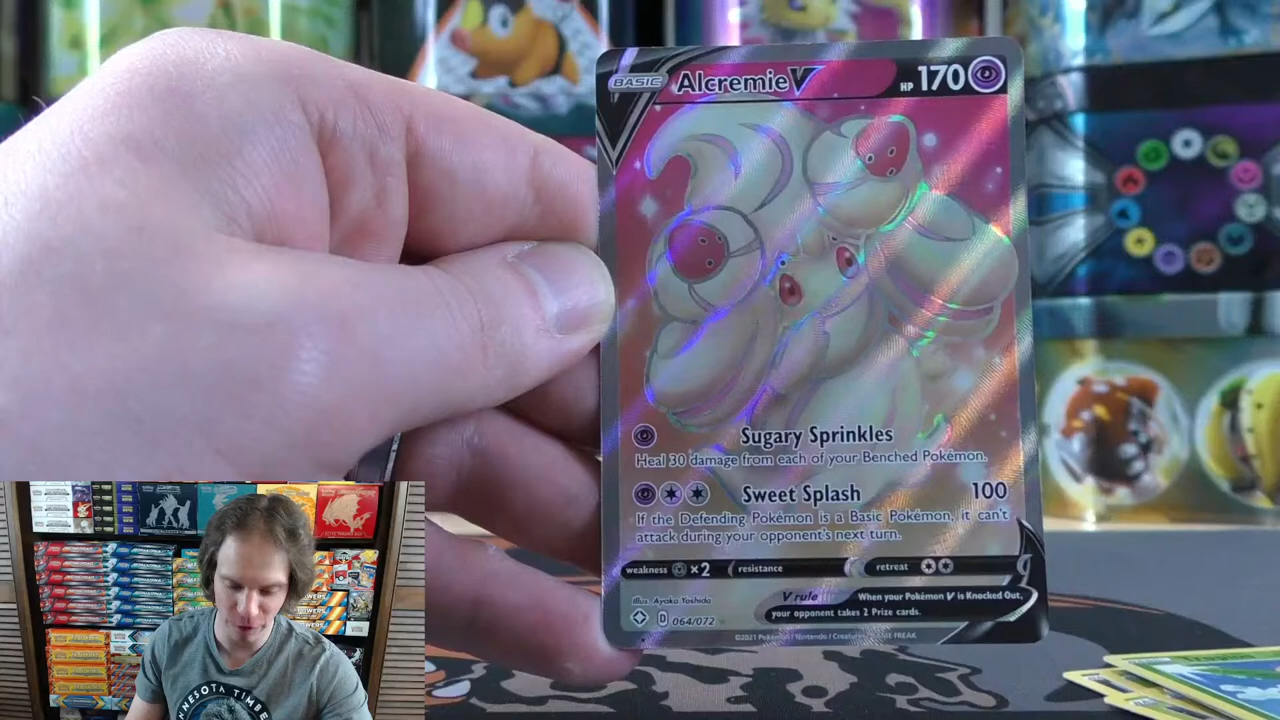 BASIC Alcremie V HP 170
Sugary Sprinkles
Heal 30 damage from each of your Benched Pokémon.
Sweet Splash 100
If the Defending Pokémon is a Basic Pokémon, it can't
attack during your opponent's next turn.
weakness ×2 resistance retreat
Illus. Ayaka Yoshida
V rule When your Pokémon V is Knocked Out,
your opponent takes 2 Prize cards.
D 064/072
©2021 Pokémon / Nintendo / Creatures / GAME FREAK